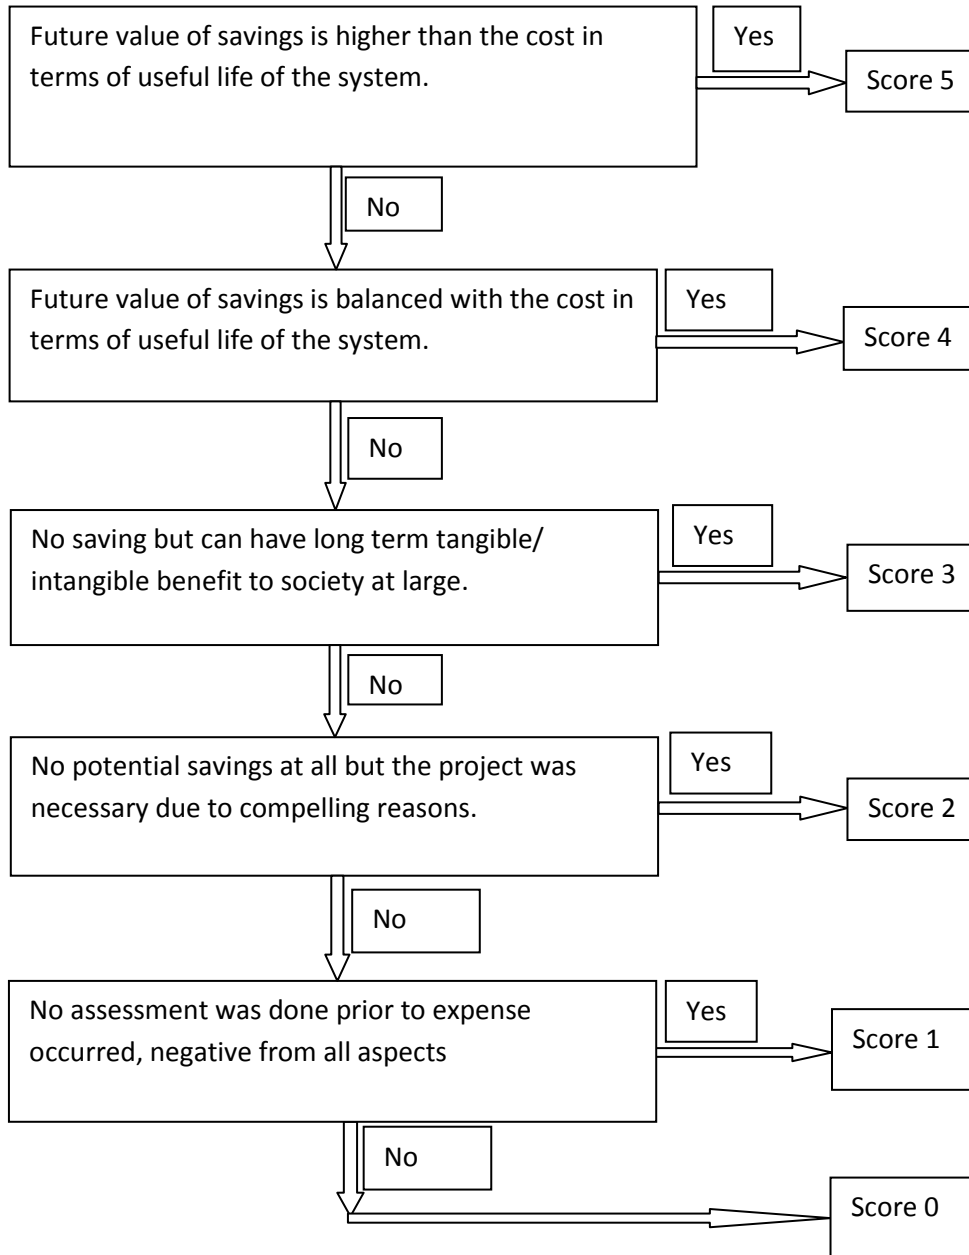 Future value of savings is higher than the cost in
terms of useful life of the system.
Yes
Score 5
No
Future value of savings is balanced with the cost in
terms of useful life of the system.
Yes
Score 4
No
No saving but can have long term tangible/
intangible benefit to society at large.
Yes
Score 3
No
No potential savings at all but the project was
necessary due to compelling reasons.
Yes
Score 2
No
No assessment was done prior to expense
occurred, negative from all aspects
Yes
Score 1
No
Score 0